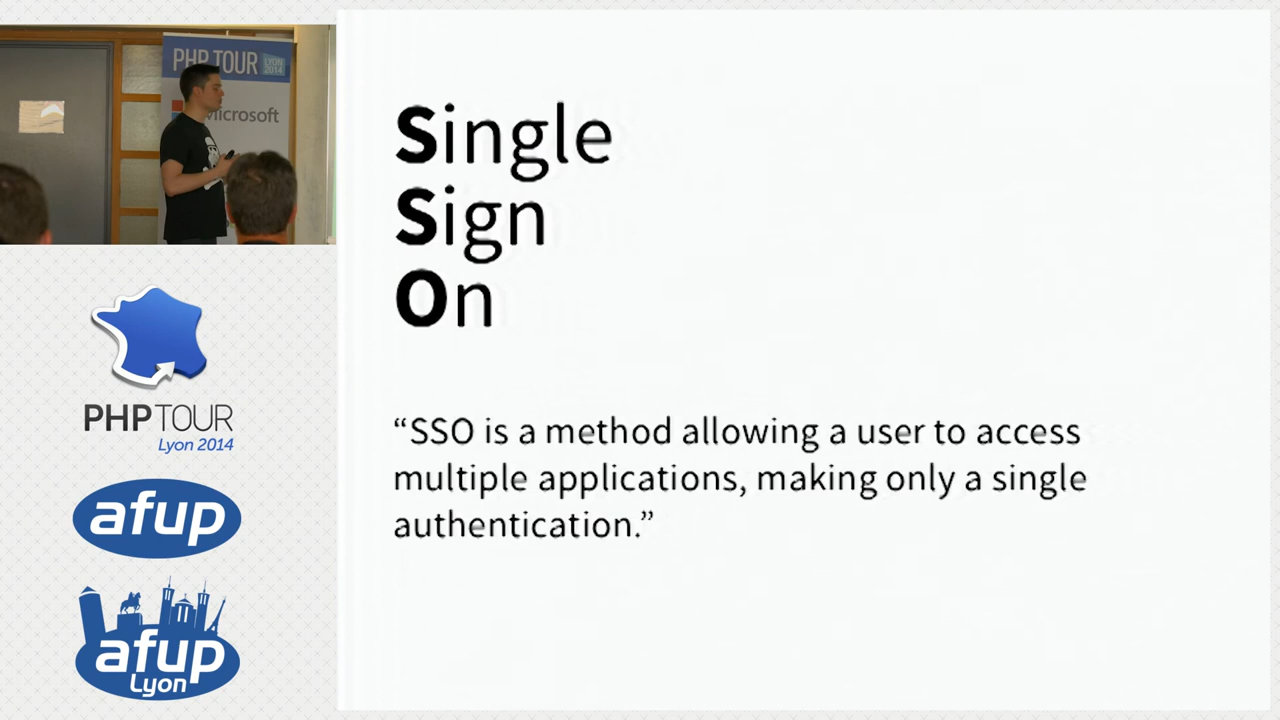 PHP TOUR
LYON
2014
Microsoft
PHPTOUR
Lyon 2014
afup
afup
Lyon
Single
Sign
On
“SSO is a method allowing a user to access
multiple applications, making only a single
authentication.”